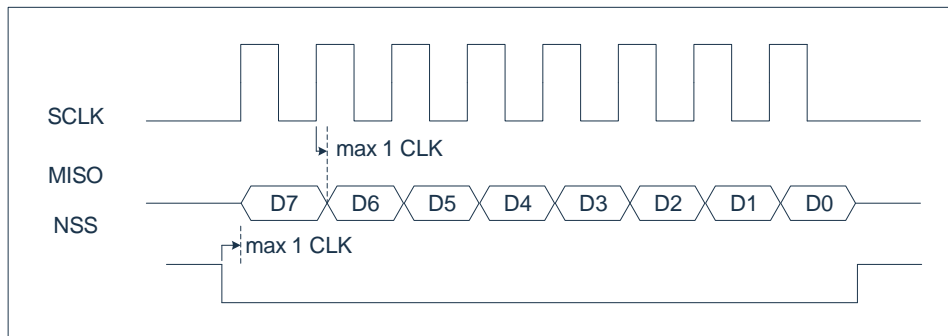 SCLK
max 1 CLK
MISO
D7 D6 D5 D4 D3 D2 D1 D0
NSS
max 1 CLK